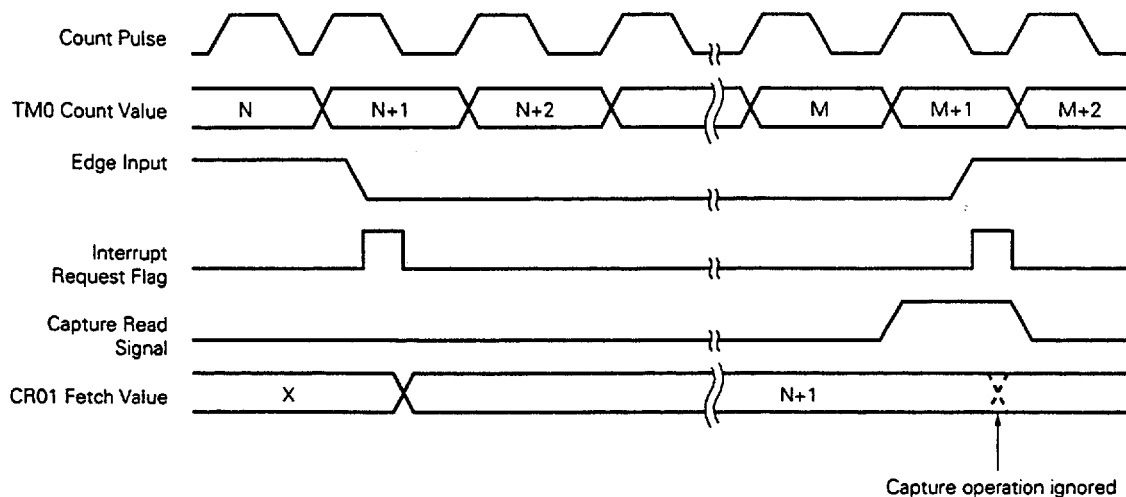 Count Pulse
TM0 Count Value
N
N+1
N+2
M
M+1
M+2
Edge Input
Interrupt
Request Flag
Capture Read
Signal
CR01 Fetch Value
X
N+1
Capture operation ignored